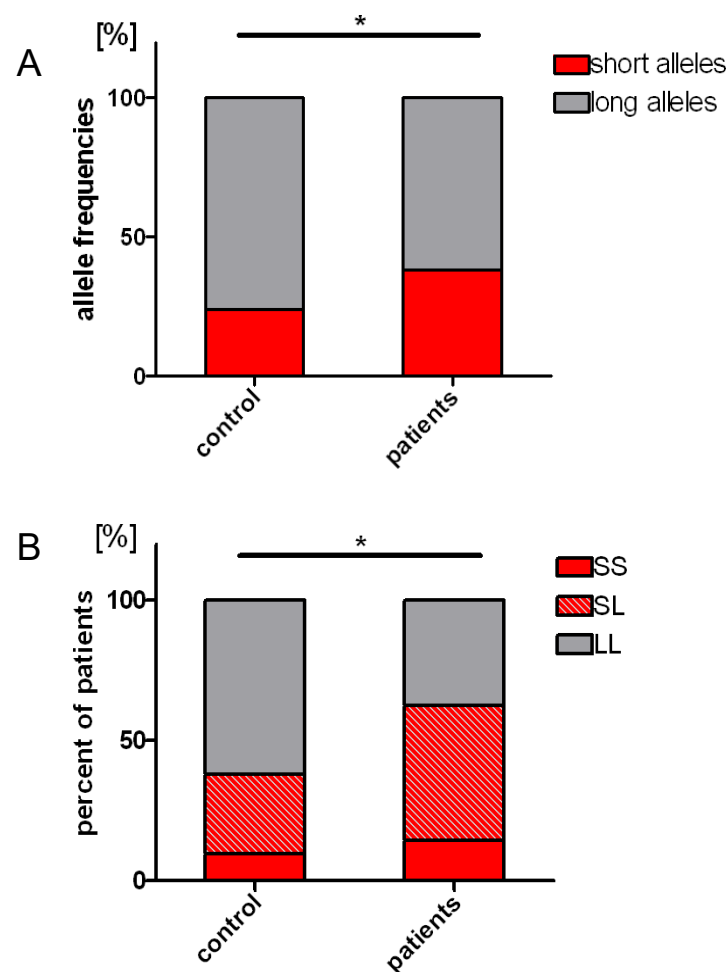 A
[%]
*
short alleles
long alleles
100
50
0
allele frequencies
control
patients
B
[%]
*
SS
SL
LL
100
50
0
percent of patients
control
patients